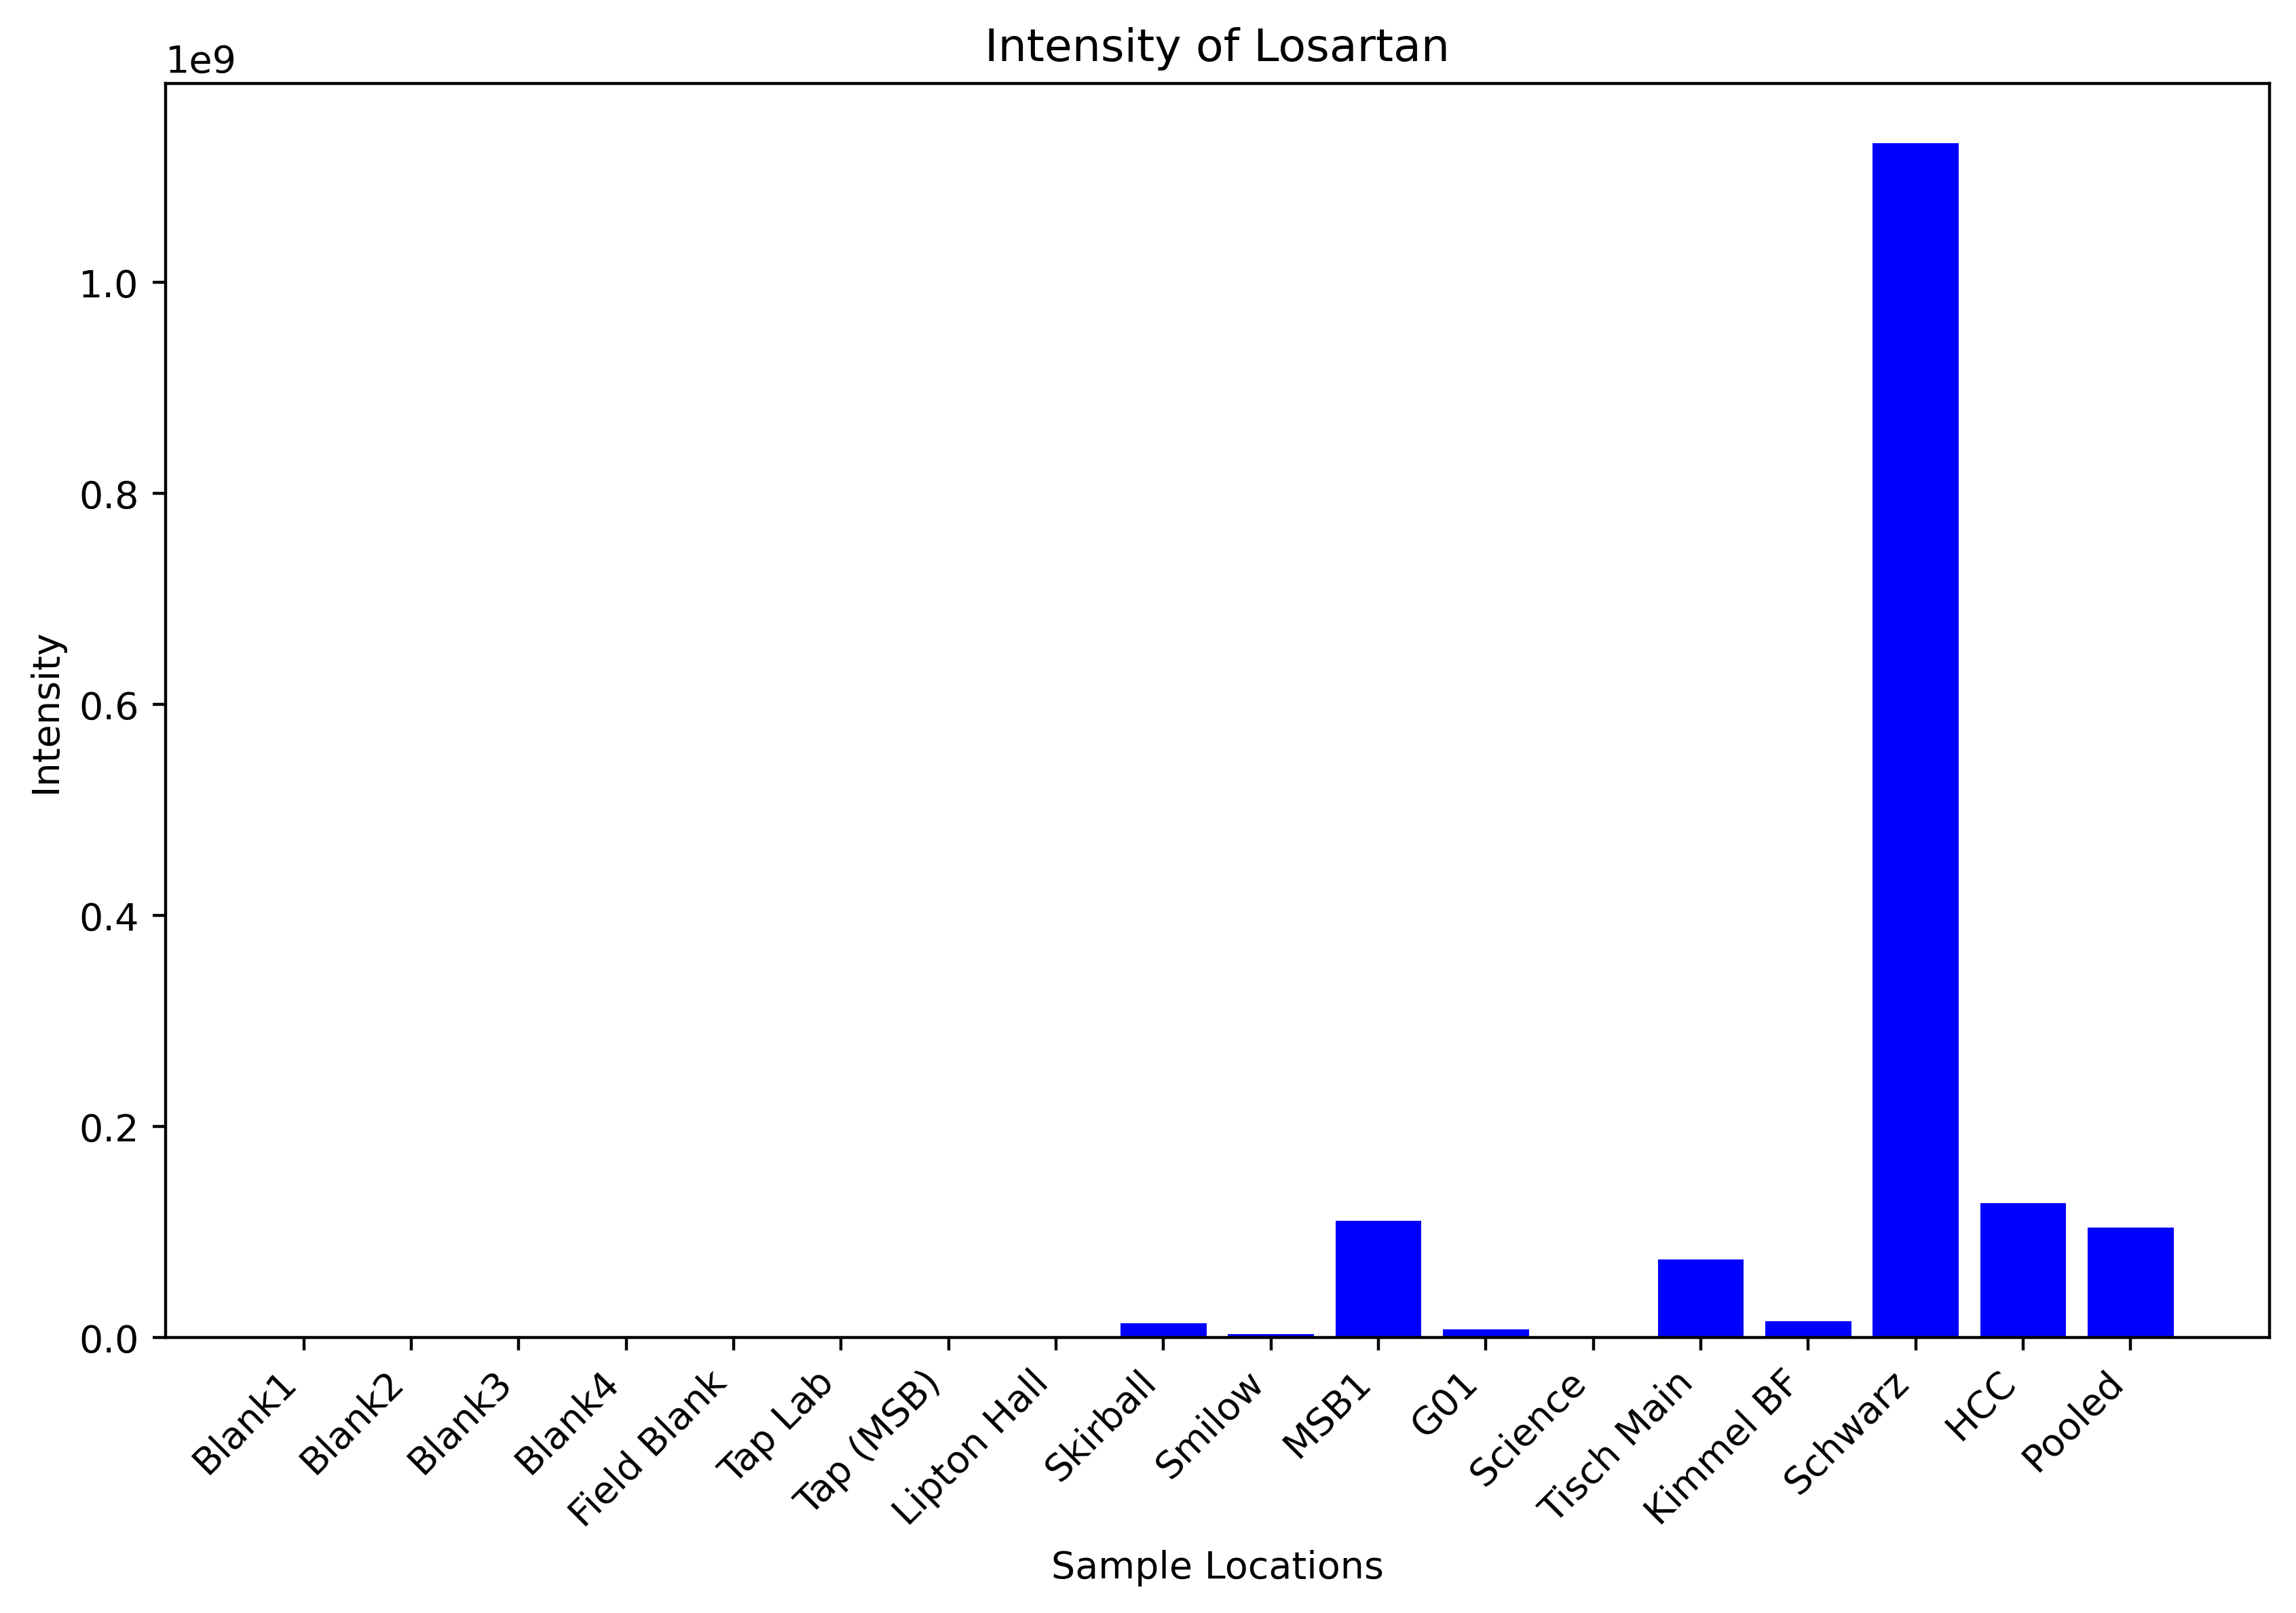 Intensity of Losartan
1e9
1.0
0.8
0.6
0.4
0.2
0.0
Intensity
Blank1
Blank2
Blank3
Blank4
Field Blank
Tap Lab
Tap (MSB)
Lipton Hall
Skirball
Smilow
MSB1
G01
Science
Tisch Main
Kimmel BF
Schwarz
HCC
Pooled
Sample Locations